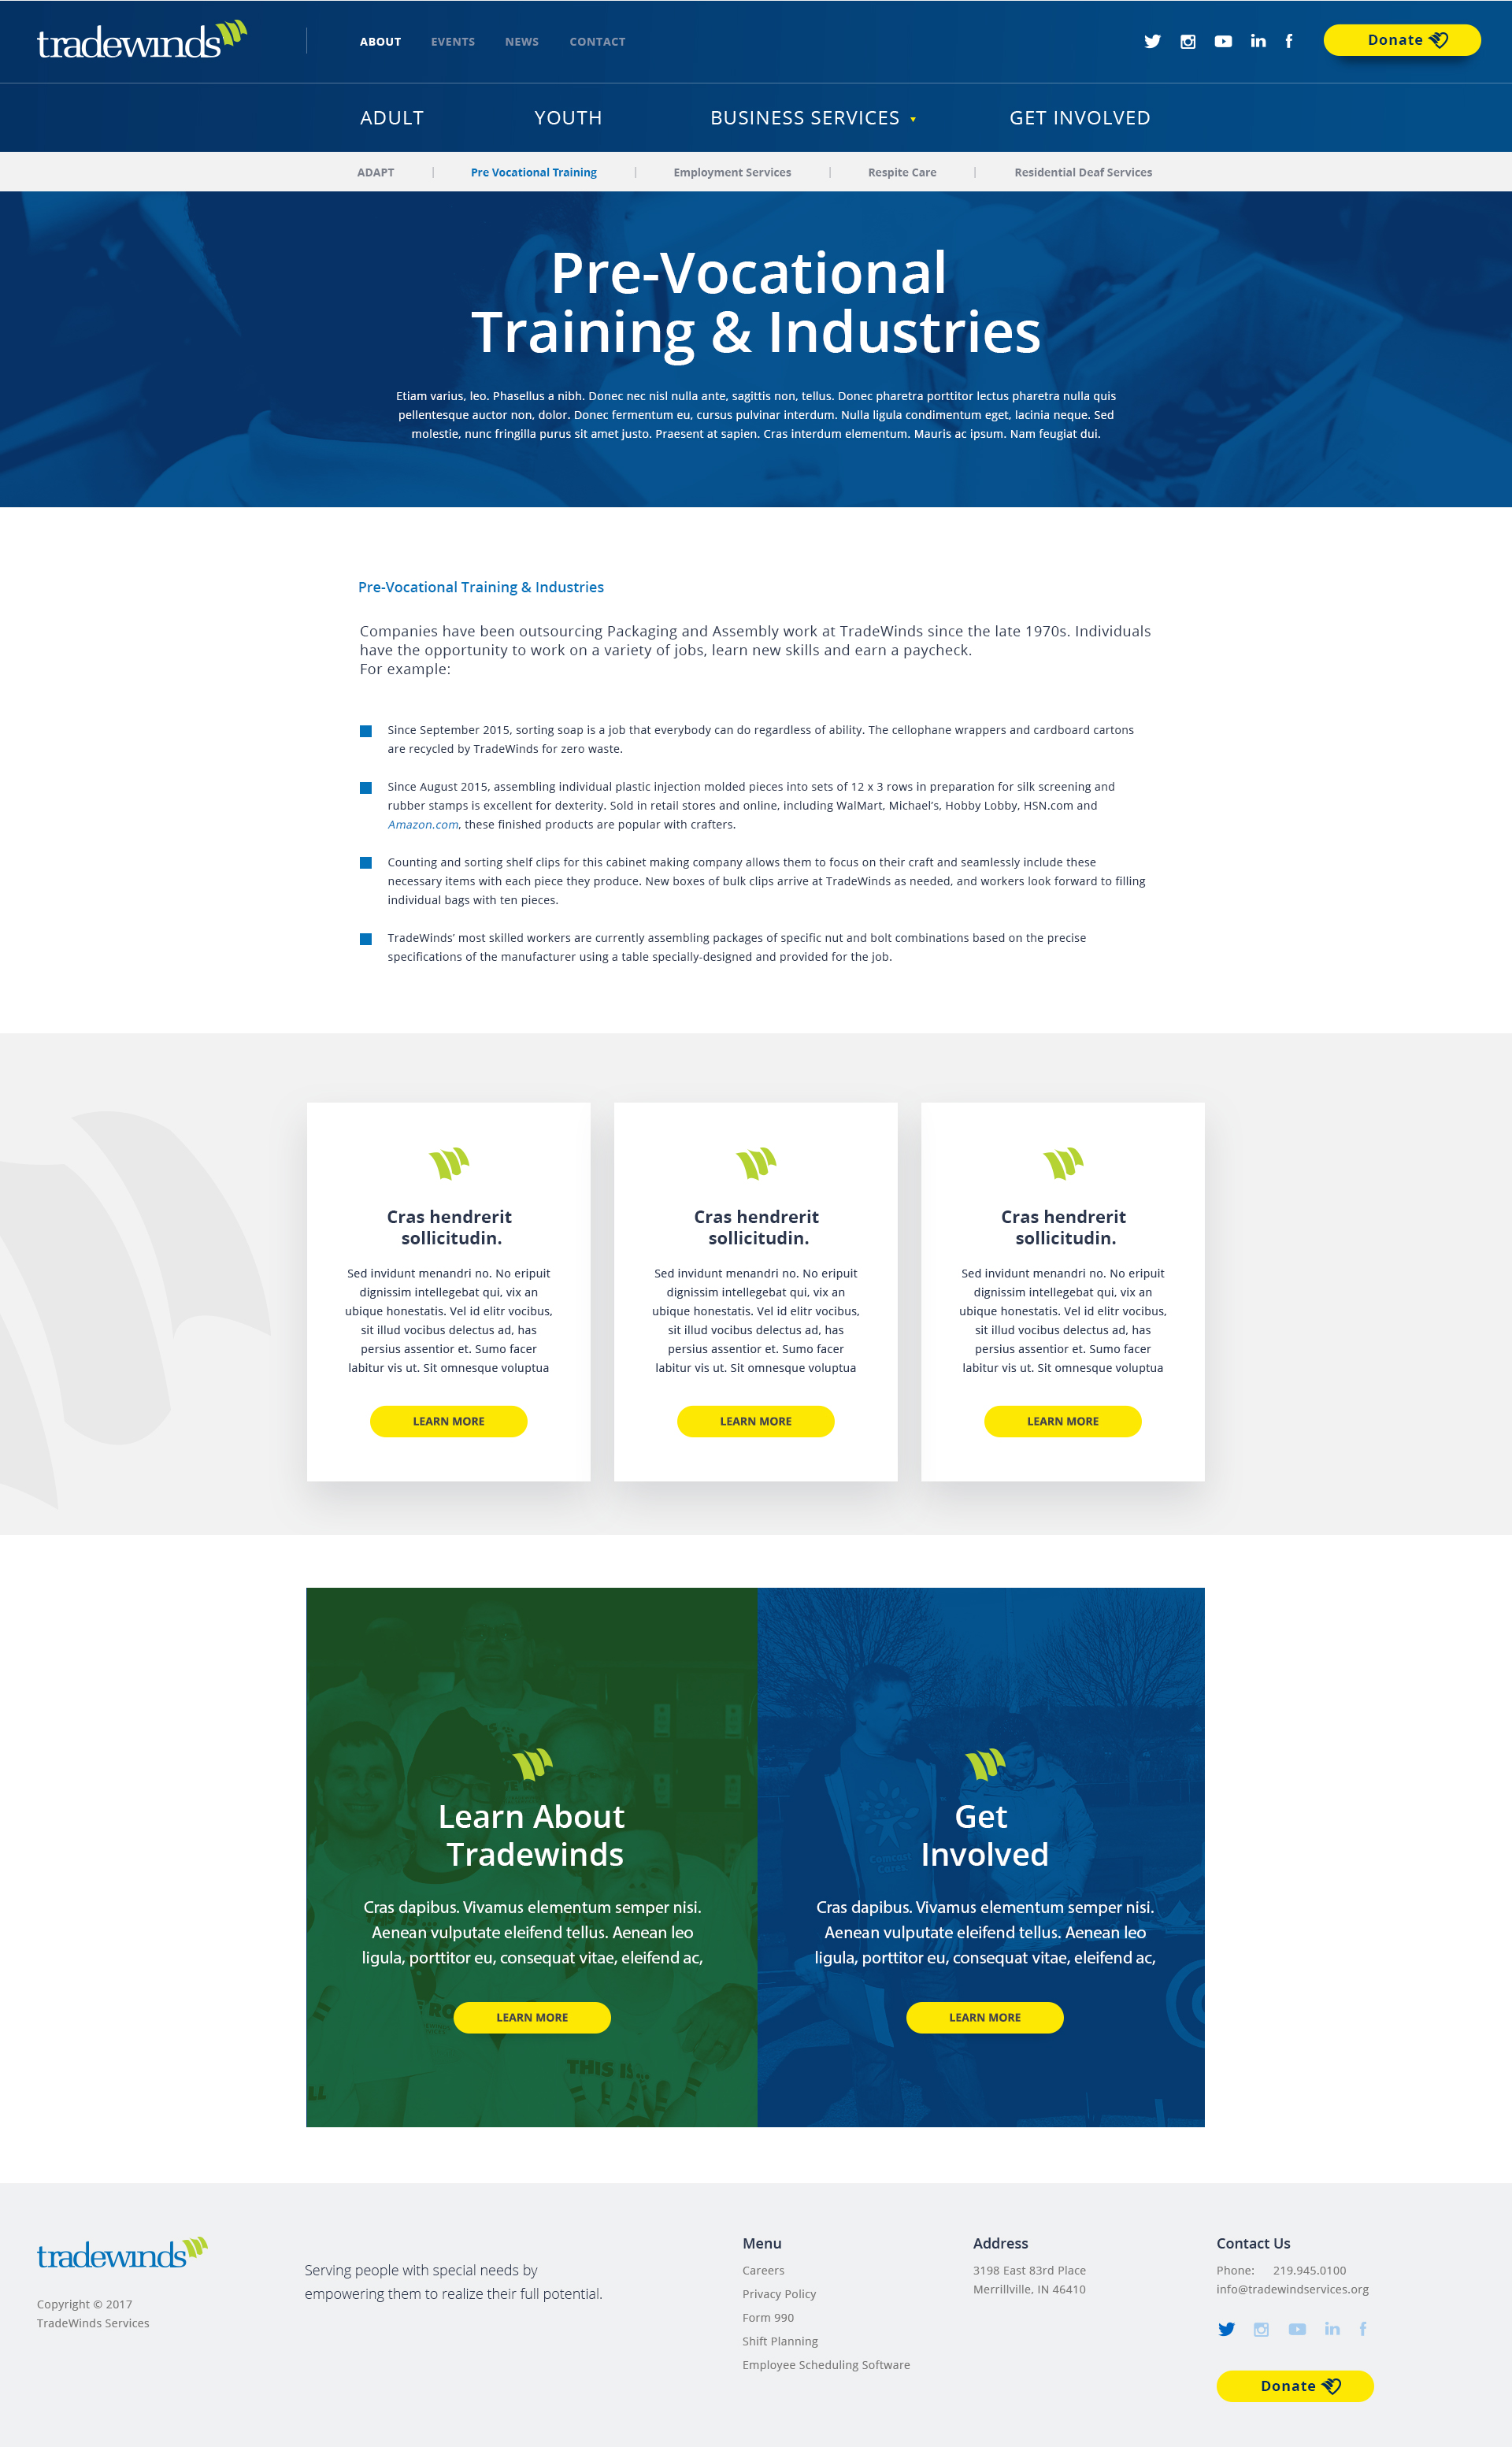 tradewinds
ABOUT EVENTS NEWS CONTACT
Donate
ADULT YOUTH BUSINESS SERVICES GET INVOLVED
ADAPT | Pre Vocational Training | Employment Services | Respite Care | Residential Deaf Services
Pre-Vocational
Training & Industries
Etiam varius, leo. Phasellus a nibh. Donec nec nisl nulla ante, sagittis non, tellus. Donec pharetra porttitor lectus pharetra nulla quis
pellentesque auctor non, dolor. Donec fermentum eu, cursus pulvinar interdum. Nulla ligula condimentum eget, lacinia neque. Sed
molestie, nunc fringilla purus sit amet justo. Praesent at sapien. Cras interdum elementum. Mauris ac ipsum. Nam feugiat dui.
Pre-Vocational Training & Industries
Companies have been outsourcing Packaging and Assembly work at TradeWinds since the late 1970s. Individuals
have the opportunity to work on a variety of jobs, learn new skills and earn a paycheck.
For example:
Since September 2015, sorting soap is a job that everybody can do regardless of ability. The cellophane wrappers and cardboard cartons
are recycled by TradeWinds for zero waste.
Since August 2015, assembling individual plastic injection molded pieces into sets of 12 x 3 rows in preparation for silk screening and
rubber stamps is excellent for dexterity. Sold in retail stores and online, including WalMart, Michael's, Hobby Lobby, HSN.com and
Amazon.com, these finished products are popular with crafters.
Counting and sorting shelf clips for this cabinet making company allows them to focus on their craft and seamlessly include these
necessary items with each piece they produce. New boxes of bulk clips arrive at TradeWinds as needed, and workers look forward to filling
individual bags with ten pieces.
TradeWinds' most skilled workers are currently assembling packages of specific nut and bolt combinations based on the precise
specifications of the manufacturer using a table specially-designed and provided for the job.
Cras hendrerit
sollicitudin.
Sed invidunt menandri no. No eripuit
dignissim intellegebat qui, vix an
ubique honestatis. Vel id elitr vocibus,
sit illud vocibus delectus ad, has
persius assentior et. Sumo facer
labitur vis ut. Sit omnesque voluptua
LEARN MORE
Cras hendrerit
sollicitudin.
Sed invidunt menandri no. No eripuit
dignissim intellegebat qui, vix an
ubique honestatis. Vel id elitr vocibus,
sit illud vocibus delectus ad, has
persius assentior et. Sumo facer
labitur vis ut. Sit omnesque voluptua
LEARN MORE
Cras hendrerit
sollicitudin.
Sed invidunt menandri no. No eripuit
dignissim intellegebat qui, vix an
ubique honestatis. Vel id elitr vocibus,
sit illud vocibus delectus ad, has
persius assentior et. Sumo facer
labitur vis ut. Sit omnesque voluptua
LEARN MORE
Learn About
Tradewinds
Cras dapibus. Vivamus elementum semper nisi.
Aenean vulputate eleifend tellus. Aenean leo
ligula, porttitor eu, consequat vitae, eleifend ac,
LEARN MORE
THIS IS...
Get
Involved
Comcast
Cares
Cras dapibus. Vivamus elementum semper nisi.
Aenean vulputate eleifend tellus. Aenean leo
ligula, porttitor eu, consequat vitae, eleifend ac,
LEARN MORE
tradewinds
Copyright © 2017
TradeWinds Services
Serving people with special needs by
empowering them to realize their full potential.
Menu
Careers
Privacy Policy
Form 990
Shift Planning
Employee Scheduling Software
Address
3198 East 83rd Place
Merrillville, IN 46410
Contact Us
Phone: 219.945.0100
info@tradewindservices.org
Donate